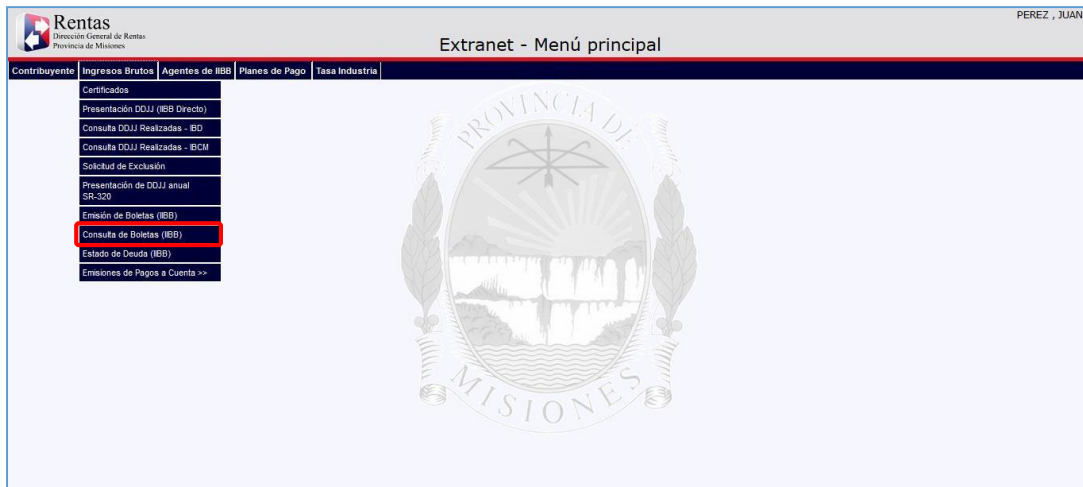 Rentas
Dirección General de Rentas
Provincia de Misiones
PEREZ , JUAN
Extranet - Menú principal
Contribuyente Ingresos Brutos Agentes de IIBB Planes de Pago Tasa Industria
Certificados
Presentación DDJJ (IIBB Directo)
Consulta DDJJ Realizadas - IBD
Consulta DDJJ Realizadas - IBCM
Solicitud de Exclusión
Presentación de DDJJ anual
SR-320
Emisión de Boletas (IIBB)
Consulta de Boletas (IIBB)
Estado de Deuda (IIBB)
Emisiones de Pagos a Cuenta >>
PROVINCIA DE
MISIONES